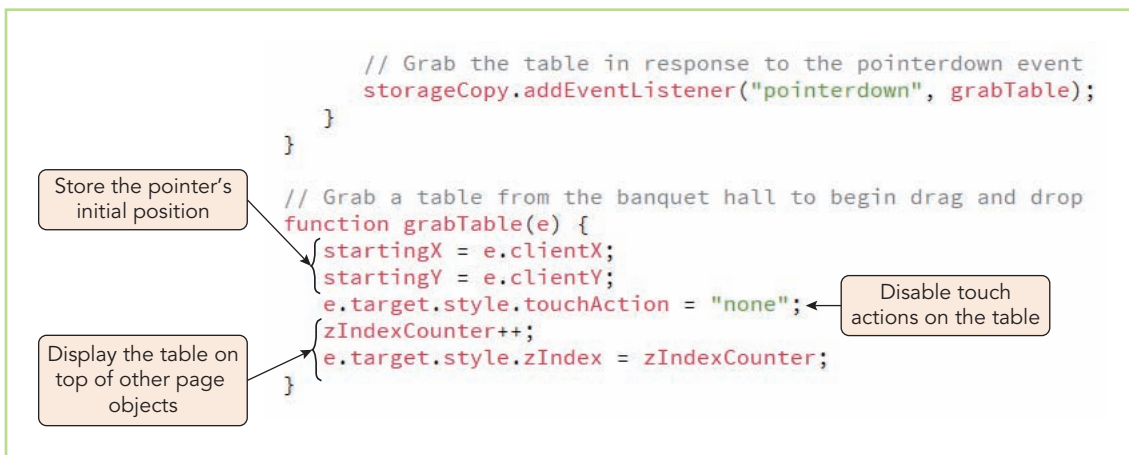 // Grab the table in response to the pointerdown event
storageCopy.addEventListener("pointerdown", grabTable);
}
}
Store the pointer's
initial position
// Grab a table from the banquet hall to begin drag and drop
function grabTable(e) {
startingX = e.clientX;
startingY = e.clientY;
e.target.style.touchAction = "none";
Disable touch
actions on the table
zIndexCounter++;
e.target.style.zIndex = zIndexCounter;
Display the table on
top of other page
objects
}